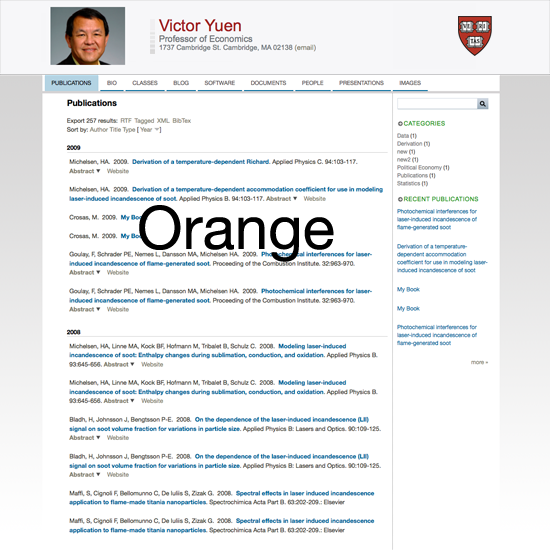 Victor Yuen
Professor of Economics
1737 Cambridge St. Cambridge, MA 02138 (email)
PUBLICATIONS BIO CLASSES BLOG SOFTWARE DOCUMENTS PEOPLE PRESENTATIONS IMAGES
Publications
Export 257 results: RTF Tagged XML BibTex
Sort by: Author Title Type [ Year ]
2009
Michelsen, HA. 2009. Derivation of a temperature-dependent Richard. Applied Physics C. 94:103-117.
Abstract Website
Michelsen, HA. 2009. Derivation of a temperature-dependent accommodation coefficient for use in modeling
laser-induced incandescence of soot. Applied Physics B. 94:103-117. Abstract Website
Crosas, M. 2009. My Boo
Crosas, M. 2009. My Boo
Orange
Goulay, F, Schrader PE, Nemes L, Dansson MA, Michelsen HA. 2009. Photochemical interferences for laser-
induced incandescence of flame-generated soot. Proceeding of the Combustion Institute. 32:963-970.
Abstract Website
Goulay, F, Schrader PE, Nemes L, Dansson MA, Michelsen HA. 2009. Photochemical interferences for laser-
induced incandescence of flame-generated soot. Proceeding of the Combustion Institute. 32:963-970.
Abstract Website
2008
Michelsen, HA, Linne MA, Kock BF, Hofmann M, Tribalet B, Schulz C. 2008. Modeling laser-induced
incandescence of soot: Enthalpy changes during sublimation, conduction, and oxidation. Applied Physics B.
93:645-656. Abstract Website
Michelsen, HA, Linne MA, Kock BF, Hofmann M, Tribalet B, Schulz C. 2008. Modeling laser-induced
incandescence of soot: Enthalpy changes during sublimation, conduction, and oxidation. Applied Physics B.
93:645-656. Abstract Website
Bladh, H, Johnsson J, Bengtsson P-E. 2008. On the dependence of the laser-induced incandescence (LII)
signal on soot volume fraction for variations in particle size. Applied Physics B: Lasers and Optics. 90:109-125.
Abstract Website
Bladh, H, Johnsson J, Bengtsson P-E. 2008. On the dependence of the laser-induced incandescence (LII)
signal on soot volume fraction for variations in particle size. Applied Physics B: Lasers and Optics. 90:109-125.
Abstract Website
Maffi, S, Cignoli F, Bellomunno C, De Iuliis S, Zizak G. 2008. Spectral effects in laser induced incandescence
application to flame-made titania nanoparticles. Spectrochimica Acta Part B. 63:202-209.: Elsevier
Maffi, S, Cignoli F, Bellomunno C, De Iuliis S, Zizak G. 2008. Spectral effects in laser induced incandescence
application to flame-made titania nanoparticles. Spectrochimica Acta Part B. 63:202-209.: Elsevier
CATEGORIES
Data (1)
Derivation (1)
new (1)
new2 (1)
Political Economy (1)
Publications (1)
Statistics (1)
RECENT PUBLICATIONS
Photochemical interferences for
laser-induced incandescence of
flame-generated soot
Derivation of a temperature-
dependent accommodation
coefficient for use in modeling
laser-induced incandescence of soot
My Book
My Book
Photochemical interferences for
laser-induced incandescence
of flame-generated soot
more »